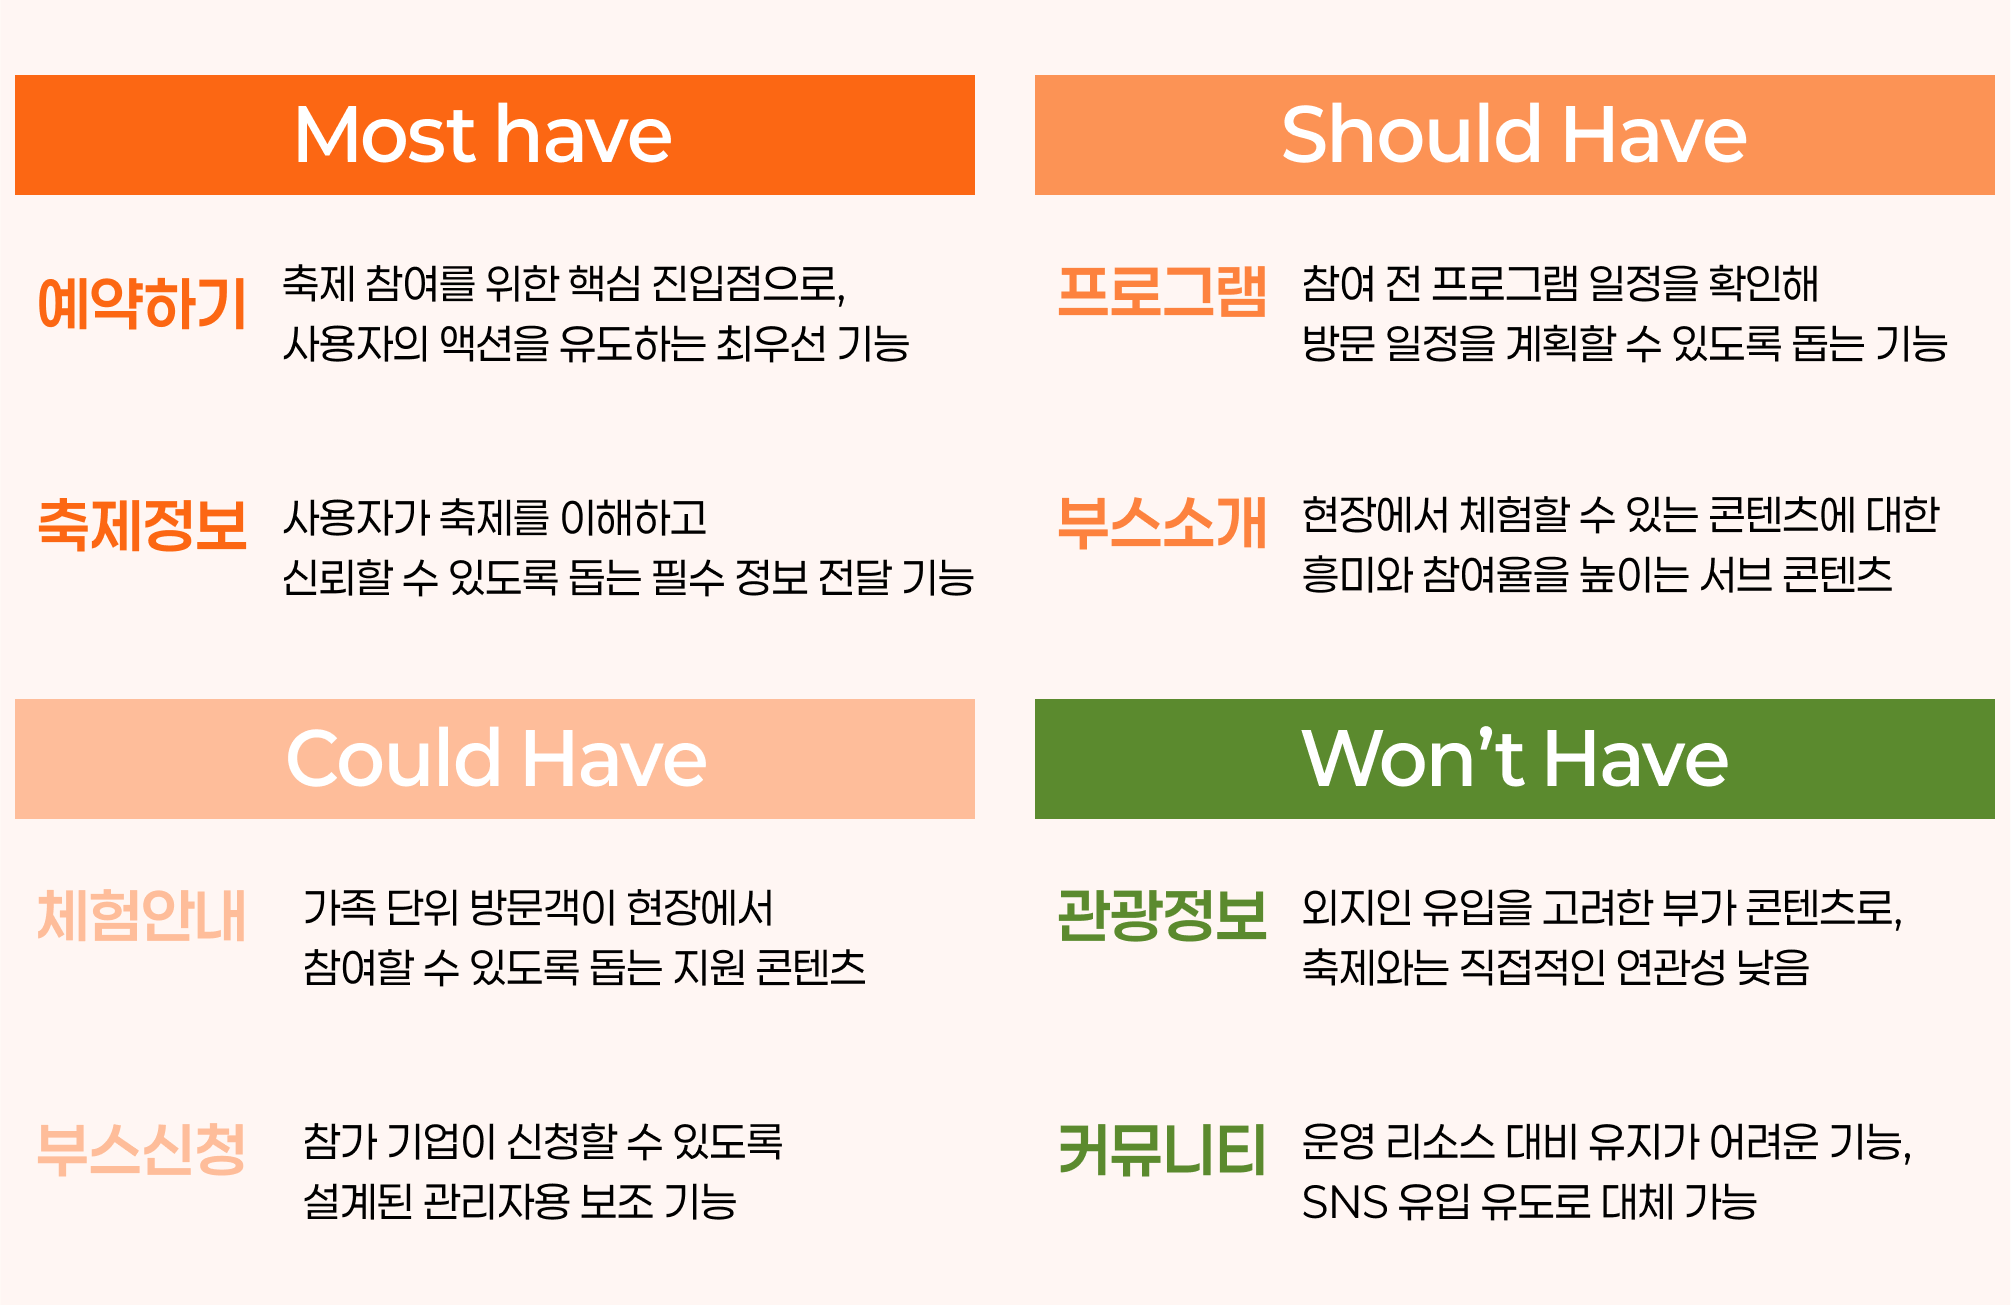 Most have
예약하기
축제 참여를 위한 핵심 진입점으로,
사용자의 액션을 유도하는 최우선 기능
축제정보
사용자가 축제를 이해하고
신뢰할 수 있도록 돕는 필수 정보 전달 기능
Should Have
프로그램
참여 전 프로그램 일정을 확인해
방문 일정을 계획할 수 있도록 돕는 기능
부스소개
현장에서 체험할 수 있는 콘텐츠에 대한
흥미와 참여율을 높이는 서브 콘텐츠
Could Have
체험안내
가족 단위 방문객이 현장에서
참여할 수 있도록 돕는 지원 콘텐츠
부스신청
참가 기업이 신청할 수 있도록
설계된 관리자용 보조 기능
Won’t Have
관광정보
외지인 유입을 고려한 부가 콘텐츠로,
축제와는 직접적인 연관성 낮음
커뮤니티
운영 리소스 대비 유지가 어려운 기능,
SNS 유입 유도로 대체 가능